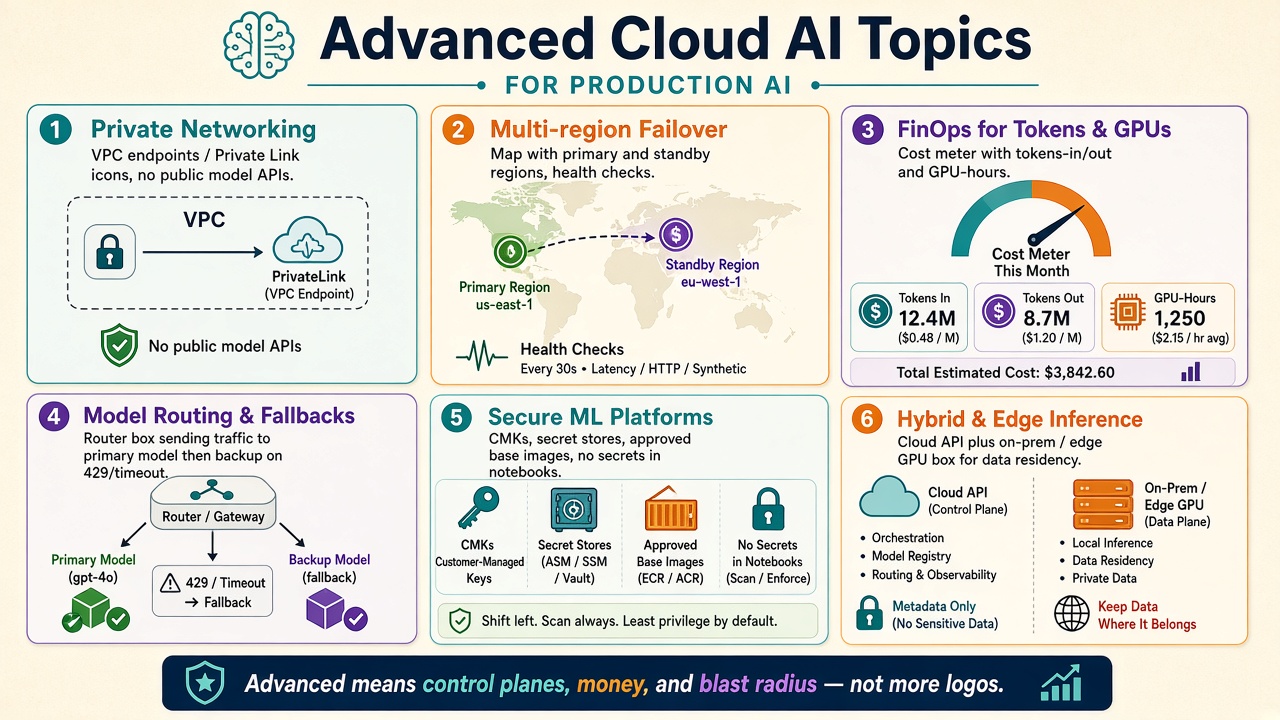 Advanced Cloud AI Topics
FOR PRODUCTION AI
1 Private Networking
VPC endpoints / Private Link
icons, no public model APIs.
VPC
PrivateLink
(VPC Endpoint)
No public model APIs
2 Multi-region Failover
Map with primary and standby
regions, health checks.
$
Standby Region
eu-west-1
Primary Region
us-east-1
Health Checks
Every 30s • Latency / HTTP / Synthetic
3 FinOps for Tokens & GPUs
Cost meter with tokens-in/out
and GPU-hours.
Cost Meter
This Month
$ Tokens In
12.4M
($0.48 / M)
$ Tokens Out
8.7M
($1.20 / M)
GPU-Hours
1,250
($2.15 / hr avg)
Total Estimated Cost: $3,842.60
4 Model Routing & Fallbacks
Router box sending traffic to
primary model then backup on
429/timeout.
Router / Gateway
Primary Model
(gpt-4o)
429 / Timeout
→ Fallback
Backup Model
(fallback)
5 Secure ML Platforms
CMKs, secret stores, approved
base images, no secrets in
notebooks.
CMKs
Customer-Managed
Keys
Secret Stores
(ASM / SSM
/ Vault)
Approved
Base Images
(ECR / ACR)
No Secrets
in Notebooks
(Scan / Enforce)
Shift left. Scan always. Least privilege by default.
6 Hybrid & Edge Inference
Cloud API plus on-prem / edge
GPU box for data residency.
Cloud API
(Control Plane)
• Orchestration
• Model Registry
• Routing & Observability
Metadata Only
(No Sensitive Data)
On-Prem /
Edge GPU
(Data Plane)
• Local Inference
• Data Residency
• Private Data
Keep Data
Where It Belongs
Advanced means control planes, money, and blast radius — not more logos.